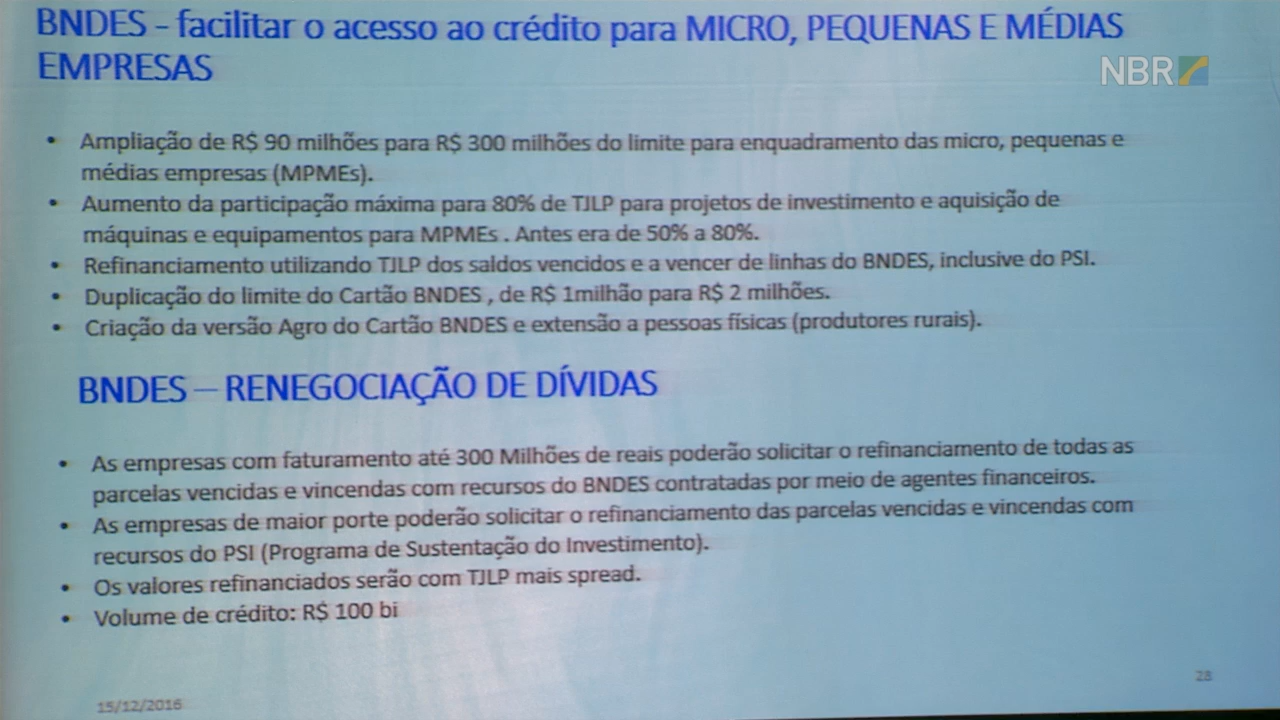 BNDES - facilitar o acesso ao crédito para MICRO, PEQUENAS E MÉDIAS
EMPRESAS
NBR
• Ampliação de R$ 90 milhões para R$ 300 milhões do limite para enquadramento das micro, pequenas e
médias empresas (MPMEs).
• Aumento da participação máxima para 80% de TJLP para projetos de investimento e aquisição de
máquinas e equipamentos para MPMEs . Antes era de 50% a 80%.
• Refinanciamento utilizando TJLP dos saldos vencidos e a vencer de linhas do BNDES, inclusive do PSI.
• Duplicação do limite do Cartão BNDES , de R$ 1milhão para R$ 2 milhões.
• Criação da versão Agro do Cartão BNDES e extensão a pessoas físicas (produtores rurais).
BNDES – RENEGOCIAÇÃO DE DÍVIDAS
• As empresas com faturamento até 300 Milhões de reais poderão solicitar o refinanciamento de todas as
parcelas vencidas e vincendas com recursos do BNDES contratadas por meio de agentes financeiros.
• As empresas de maior porte poderão solicitar o refinanciamento das parcelas vencidas e vincendas com
recursos do PSI (Programa de Sustentação do Investimento).
• Os valores refinanciados serão com TJLP mais spread.
• Volume de crédito: R$ 100 bi
28
15/12/2016